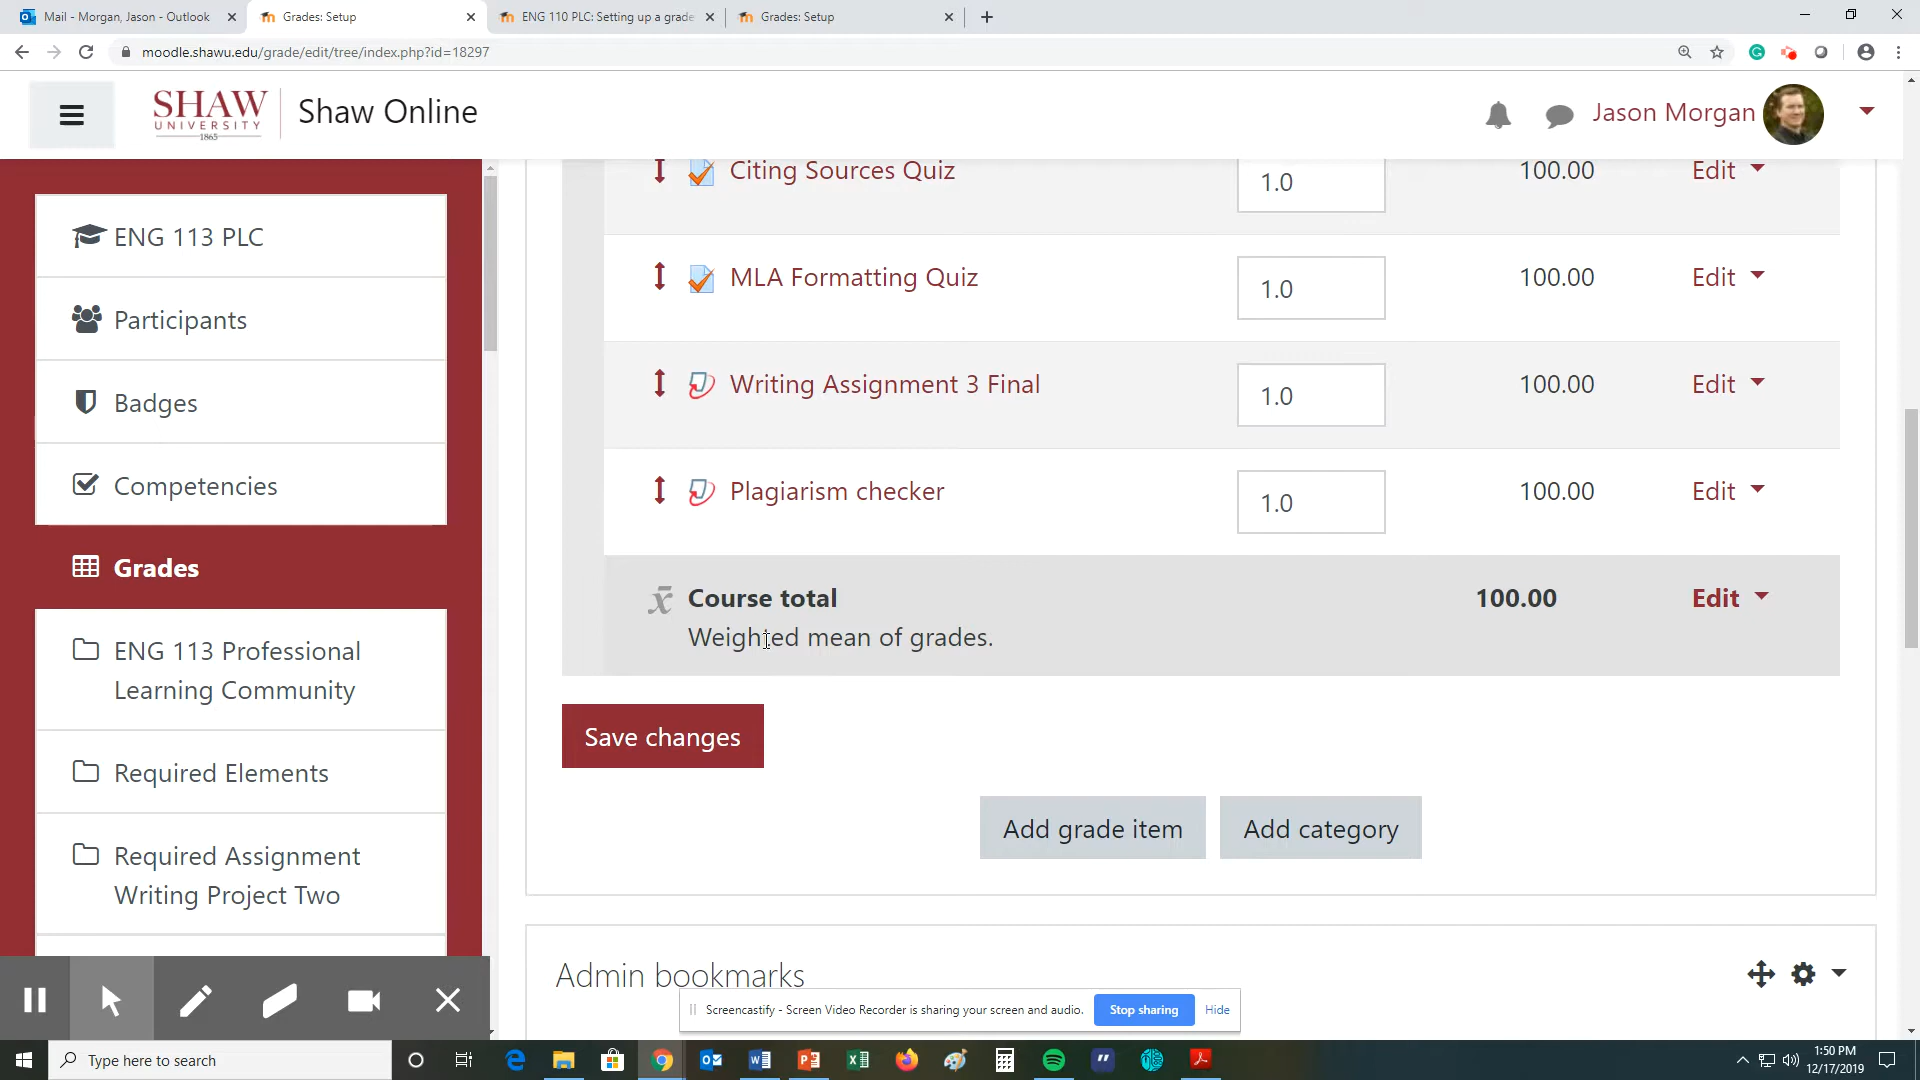 Mail - Morgan, Jason - Outlook
Grades: Setup
ENG 110 PLC: Setting up a grade
Grades: Setup
moodle.shawu.edu/grade/edit/tree/index.php?id=18297
SHAW
UNIVERSITY
1865
Shaw Online
Jason Morgan
ENG 113 PLC
Participants
Badges
Competencies
Grades
ENG 113 Professional
Learning Community
Required Elements
Required Assignment
Writing Project Two
Citing Sources Quiz 1.0 100.00 Edit
MLA Formatting Quiz 1.0 100.00 Edit
Writing Assignment 3 Final 1.0 100.00 Edit
Plagiarism checker 1.0 100.00 Edit
x̄ Course total 100.00 Edit
Weighted mean of grades.
Save changes
Add grade item Add category
Admin bookmarks
Screencastify - Screen Video Recorder is sharing your screen and audio. Stop sharing Hide
Type here to search
1:50 PM
12/17/2019